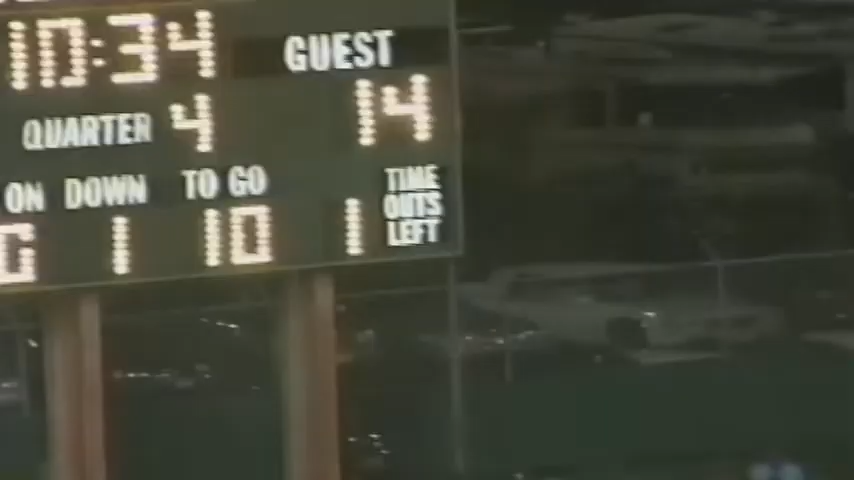 10:34 GUEST
QUARTER 4 14
ON DOWN TO GO TIME OUTS LEFT
G 1 10 1